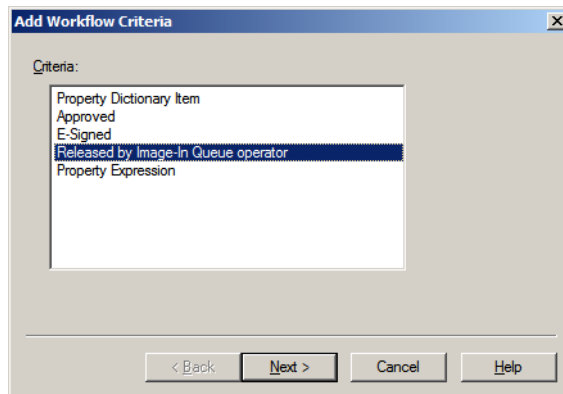 Add Workflow Criteria
Criteria:
Property Dictionary Item
Approved
E-Signed
Released by Image-In Queue operator
Property Expression
< Back Next > Cancel Help